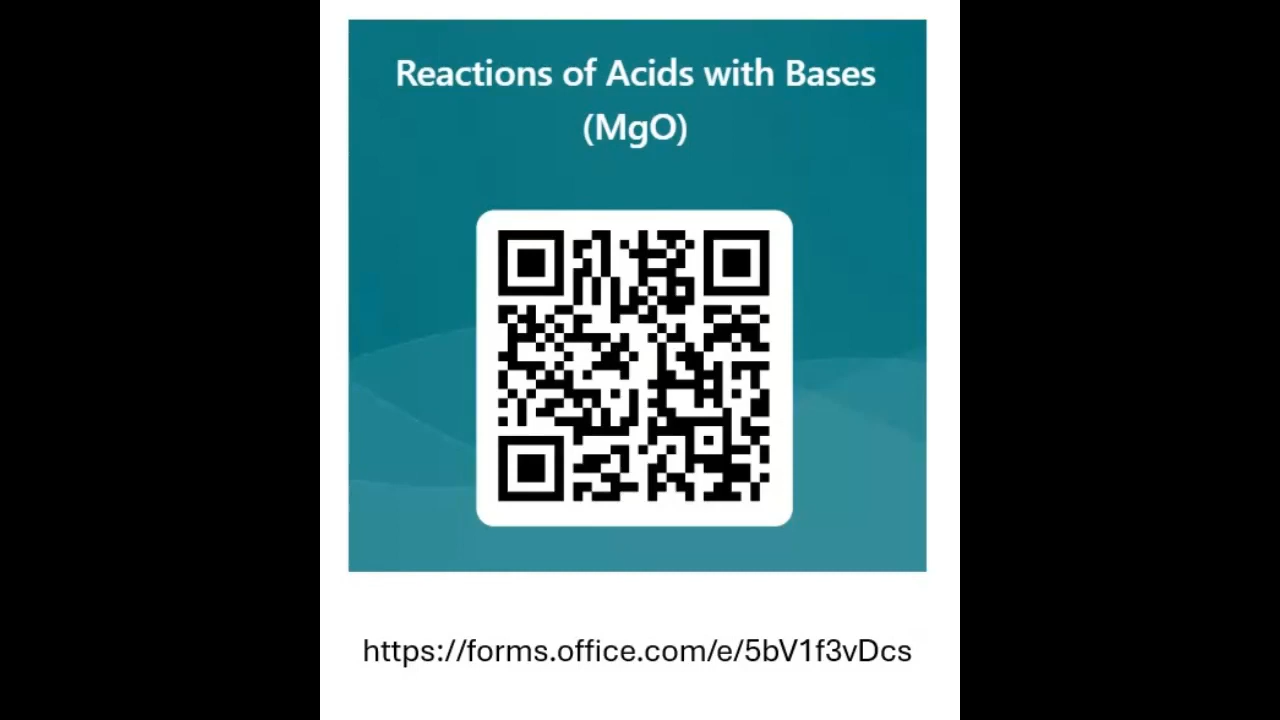 Reactions of Acids with Bases
(MgO)
https://forms.office.com/e/5bV1f3vDcs